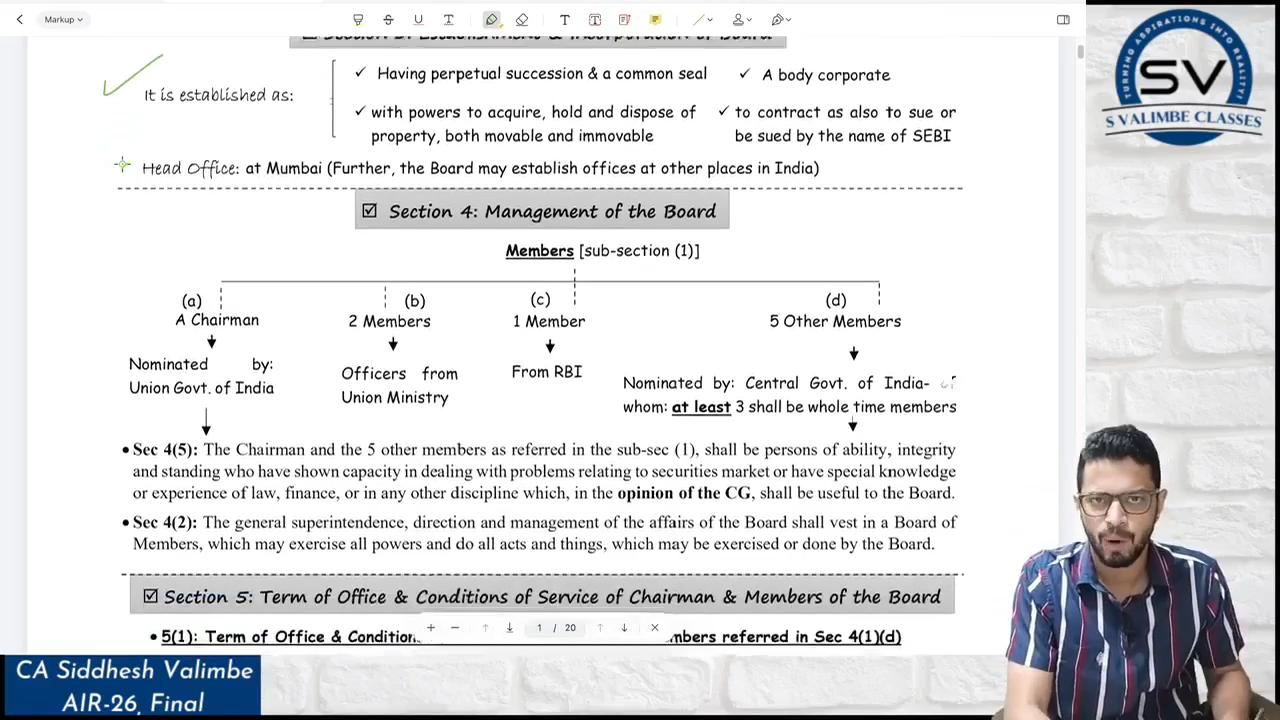 Markup
Section 3: Establishment & Incorporation of Board
TURNING ASPIRATIONS INTO REALITY!
SV
S VALIMBE CLASSES
It is established as:
✓ Having perpetual succession & a common seal
✓ A body corporate
✓ with powers to acquire, hold and dispose of
property, both movable and immovable
✓ to contract as also to sue or
be sued by the name of SEBI
Head Office: at Mumbai (Further, the Board may establish offices at other places in India)
☑ Section 4: Management of the Board
Members [sub-section (1)]
(a)
A Chairman
Nominated by:
Union Govt. of India
(b)
2 Members
Officers from
Union Ministry
(c)
1 Member
From RBI
(d)
5 Other Members
Nominated by: Central Govt. of India- of
whom: at least 3 shall be whole time members
• Sec 4(5): The Chairman and the 5 other members as referred in the sub-sec (1), shall be persons of ability, integrity
and standing who have shown capacity in dealing with problems relating to securities market or have special knowledge
or experience of law, finance, or in any other discipline which, in the opinion of the CG, shall be useful to the Board.
• Sec 4(2): The general superintendence, direction and management of the affairs of the Board shall vest in a Board of
Members, which may exercise all powers and do all acts and things, which may be exercised or done by the Board.
☑ Section 5: Term of Office & Conditions of Service of Chairman & Members of the Board
• 5(1): Term of Office & Condition
mbers referred in Sec 4(1)(d)
1 / 20
CA Siddhesh Valimbe
AIR-26, Final